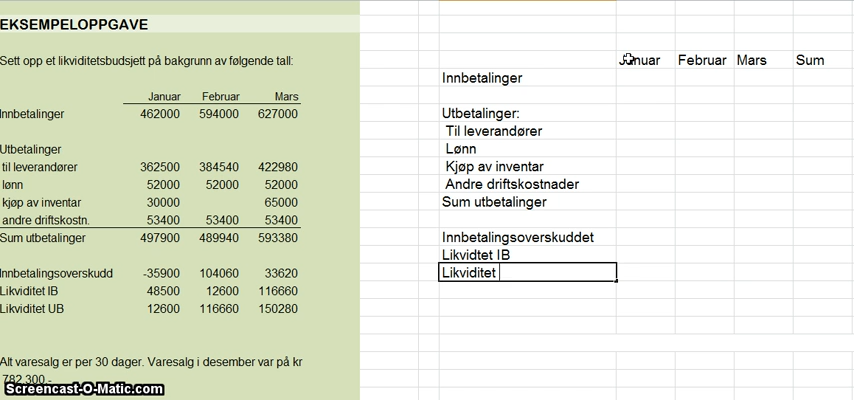 EKSEMPELOPPGAVE
Sett opp et likviditetsbudsjett på bakgrunn av følgende tall:
Januar Februar Mars
Innbetalinger 462000 594000 627000
Utbetalinger
til leverandører 362500 384540 422980
lønn 52000 52000 52000
kjøp av inventar 30000 65000
andre driftskostn. 53400 53400 53400
Sum utbetalinger 497900 489940 593380
Innbetalingsoverskudd -35900 104060 33620
Likviditet IB 48500 12600 116660
Likviditet UB 12600 116660 150280
Alt varesalg er per 30 dager. Varesalg i desember var på kr
782 300,-
Screencast-O-Matic.com
Januar Februar Mars Sum
Innbetalinger
Utbetalinger:
Til leverandører
Lønn
Kjøp av inventar
Andre driftskostnader
Sum utbetalinger
Innbetalingsoverskuddet
Likvidtet IB
Likviditet